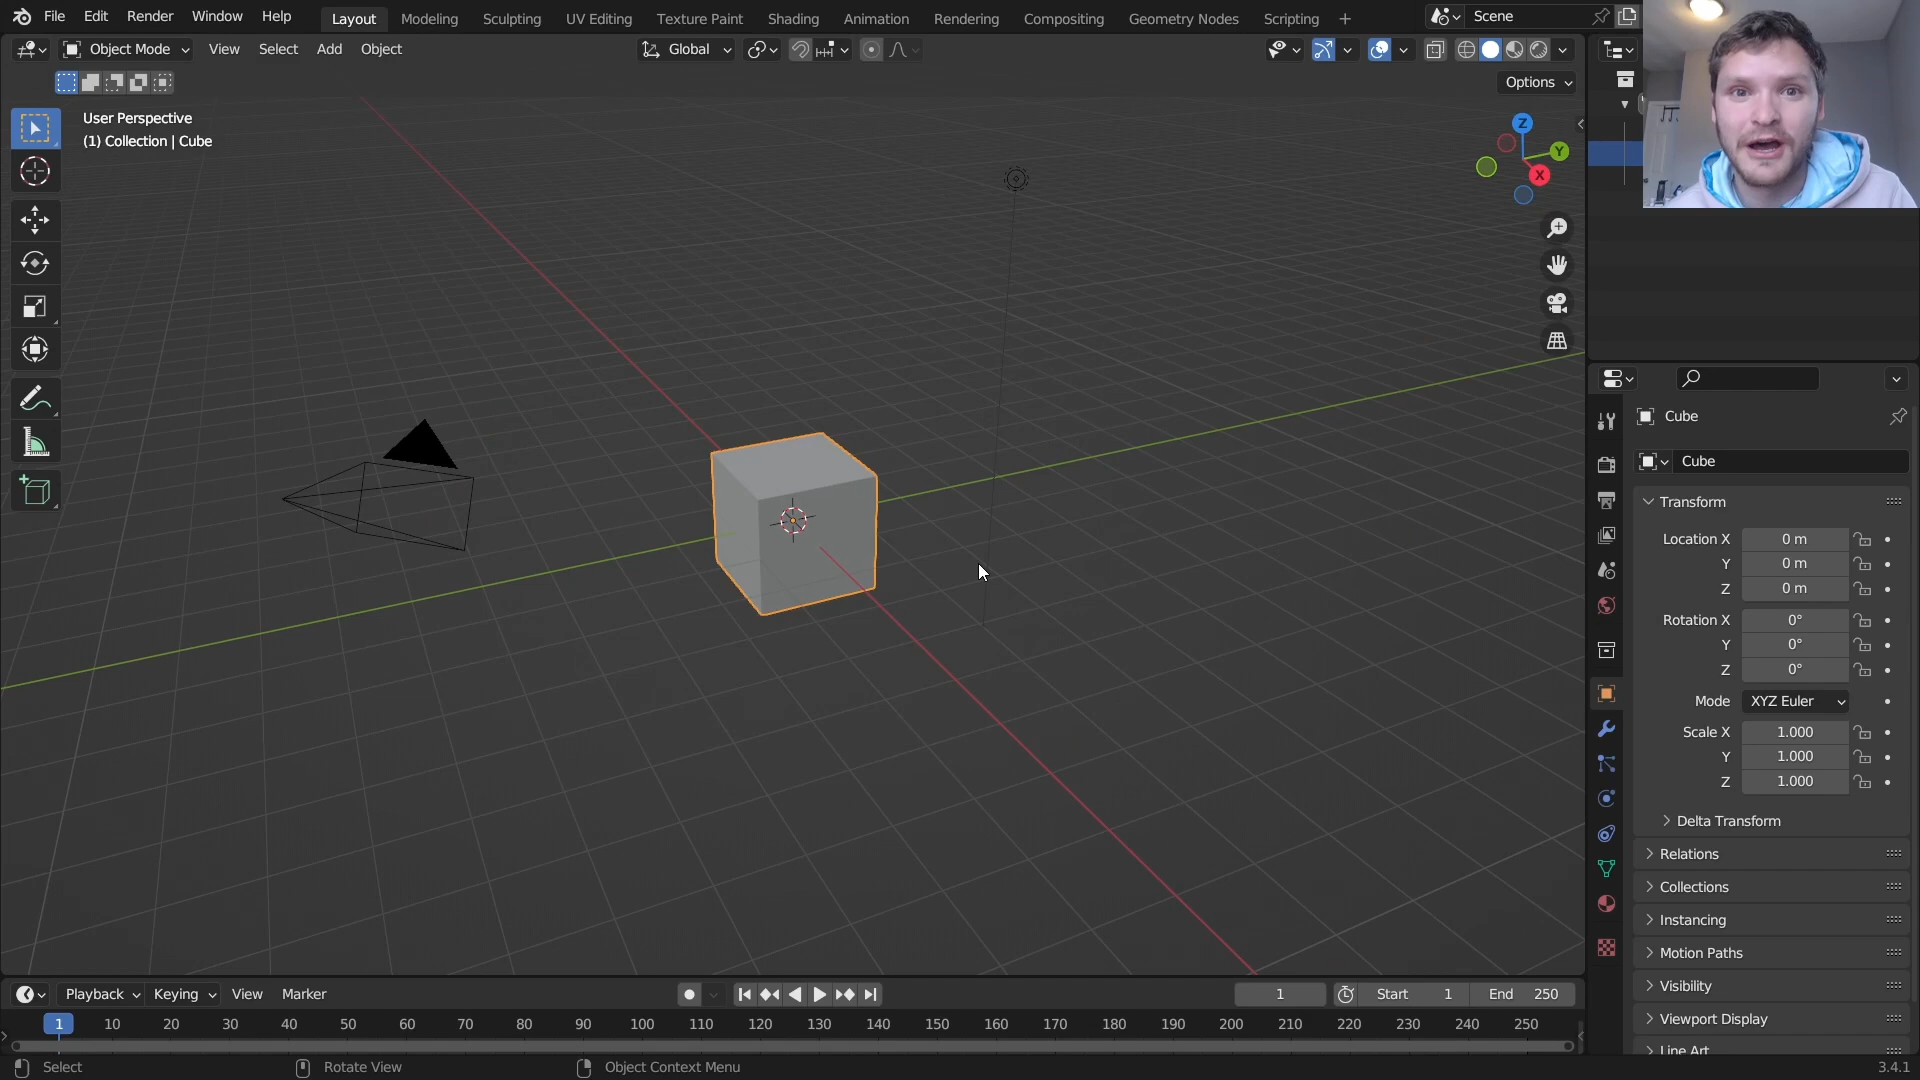 File Edit Render Window Help Layout Modeling Sculpting UV Editing Texture Paint Shading Animation Rendering Compositing Geometry Nodes Scripting + Scene
Object Mode View Select Add Object Global
Options
User Perspective
(1) Collection | Cube
Z
Y
X
Cube
Cube
Transform
Location X 0 m
Y 0 m
Z 0 m
Rotation X 0°
Y 0°
Z 0°
Mode XYZ Euler
Scale X 1.000
Y 1.000
Z 1.000
Delta Transform
Relations
Collections
Instancing
Motion Paths
Visibility
Viewport Display
Line Art
Playback Keying View Marker 1 Start 1 End 250
1 10 20 30 40 50 60 70 80 90 100 110 120 130 140 150 160 170 180 190 200 210 220 230 240 250
Select Rotate View Object Context Menu 3.4.1